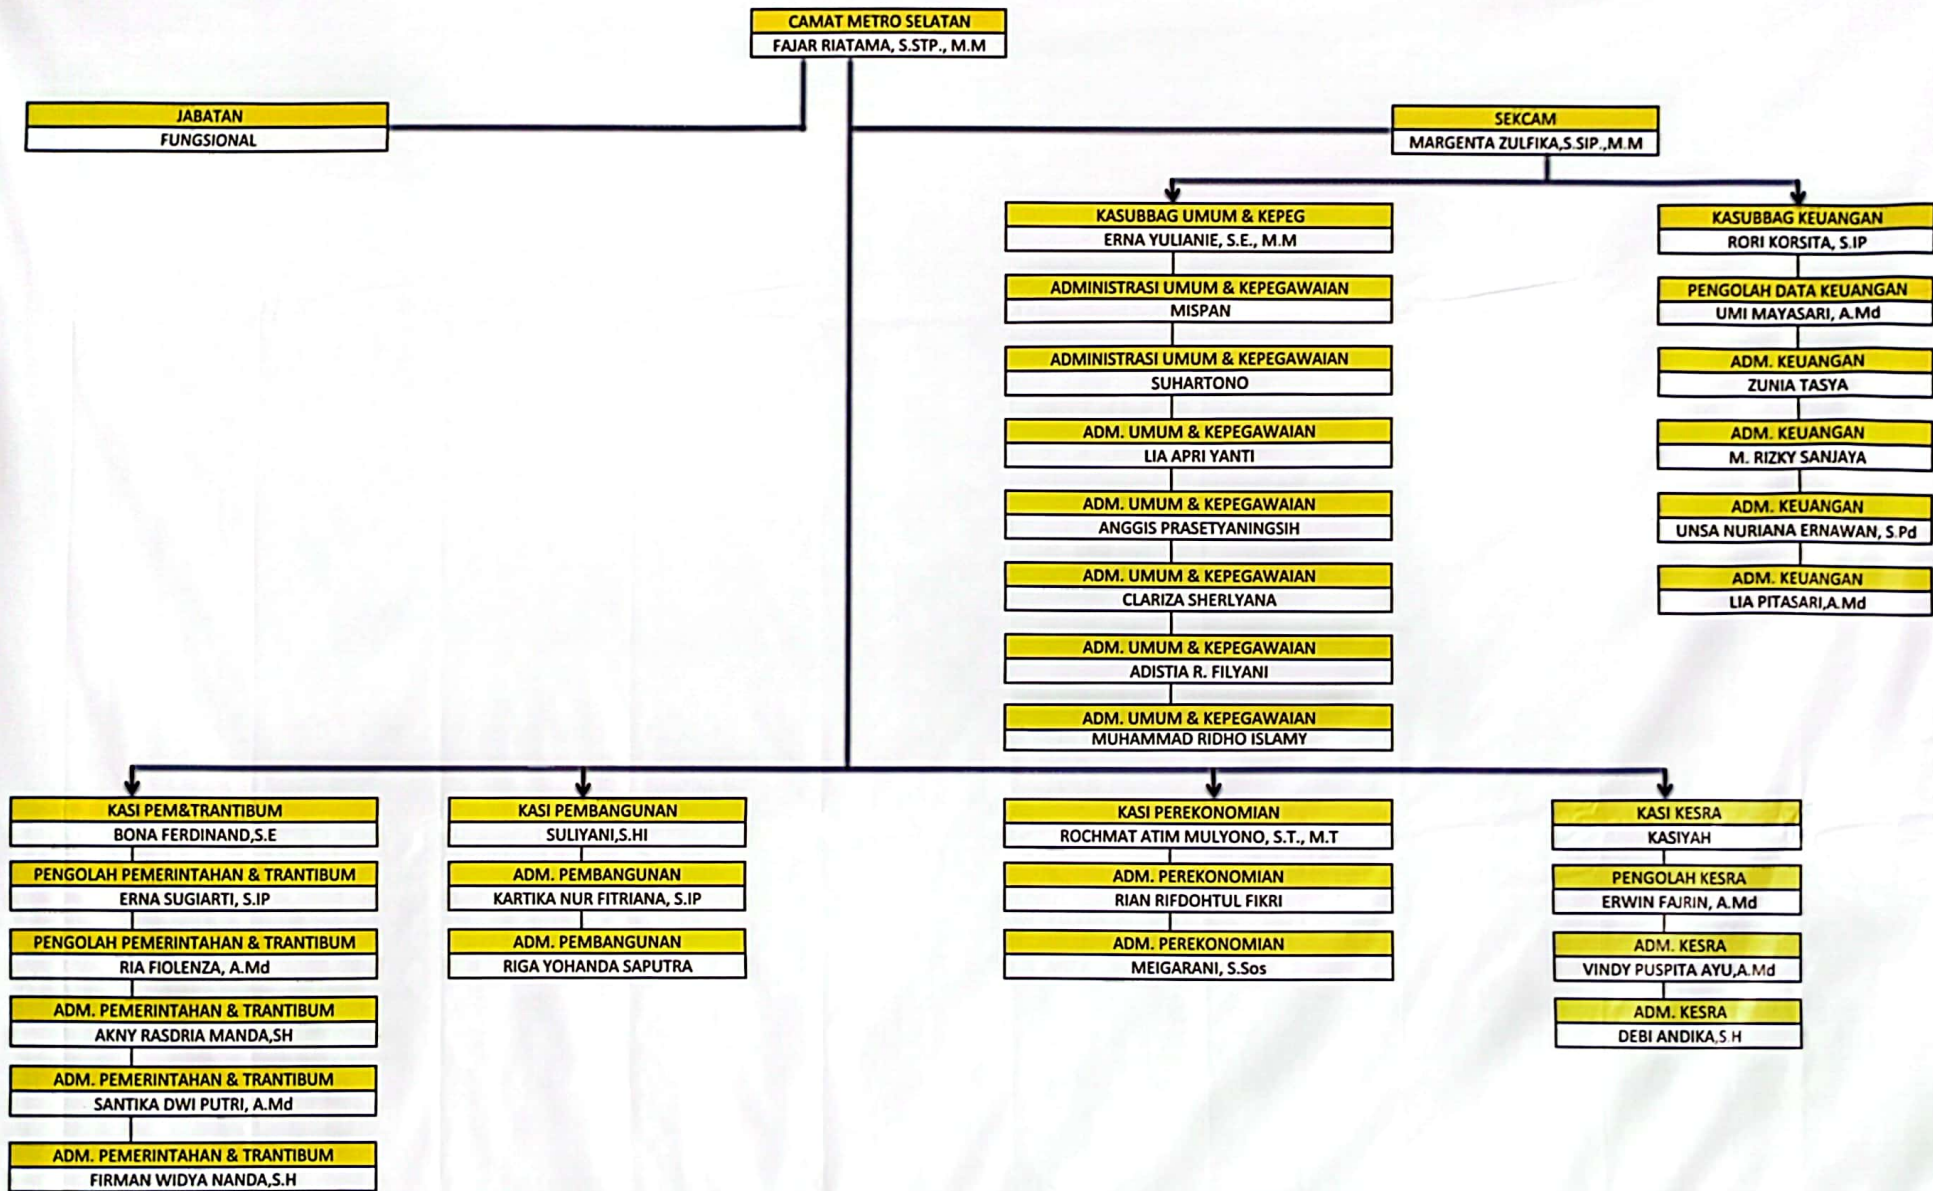 CAMAT METRO SELATAN
FAJAR RIATAMA, S.STP., M.M
JABATAN
FUNGSIONAL
SEKCAM
MARGENTA ZULFIKA,S.SIP.,M.M
KASUBBAG UMUM & KEPEG
ERNA YULIANIE, S.E., M.M
ADMINISTRASI UMUM & KEPEGAWAIAN
MISPAN
ADMINISTRASI UMUM & KEPEGAWAIAN
SUHARTONO
ADM. UMUM & KEPEGAWAIAN
LIA APRI YANTI
ADM. UMUM & KEPEGAWAIAN
ANGGIS PRASETYANINGSIH
ADM. UMUM & KEPEGAWAIAN
CLARIZA SHERLYANA
ADM. UMUM & KEPEGAWAIAN
ADISTIA R. FILYANI
ADM. UMUM & KEPEGAWAIAN
MUHAMMAD RIDHO ISLAMY
KASUBBAG KEUANGAN
RORI KORSITA, S.IP
PENGOLAH DATA KEUANGAN
UMI MAYASARI, A.Md
ADM. KEUANGAN
ZUNIA TASYA
ADM. KEUANGAN
M. RIZKY SANJAYA
ADM. KEUANGAN
UNSA NURIANA ERNAWAN, S.Pd
ADM. KEUANGAN
LIA PITASARI,A.Md
KASI PEM&TRANTIBUM
BONA FERDINAND,S.E
PENGOLAH PEMERINTAHAN & TRANTIBUM
ERNA SUGIARTI, S.IP
PENGOLAH PEMERINTAHAN & TRANTIBUM
RIA FIOLENZA, A.Md
ADM. PEMERINTAHAN & TRANTIBUM
AKNY RASDRIA MANDA,SH
ADM. PEMERINTAHAN & TRANTIBUM
SANTIKA DWI PUTRI, A.Md
ADM. PEMERINTAHAN & TRANTIBUM
FIRMAN WIDYA NANDA,S.H
KASI PEMBANGUNAN
SULIYANI,S.HI
ADM. PEMBANGUNAN
KARTIKA NUR FITRIANA, S.IP
ADM. PEMBANGUNAN
RIGA YOHANDA SAPUTRA
KASI PEREKONOMIAN
ROCHMAT ATIM MULYONO, S.T., M.T
ADM. PEREKONOMIAN
RIAN RIFDOHTUL FIKRI
ADM. PEREKONOMIAN
MEIGARANI, S.Sos
KASI KESRA
KASIYAH
PENGOLAH KESRA
ERWIN FAJRIN, A.Md
ADM. KESRA
VINDY PUSPITA AYU,A.Md
ADM. KESRA
DEBI ANDIKA,S.H